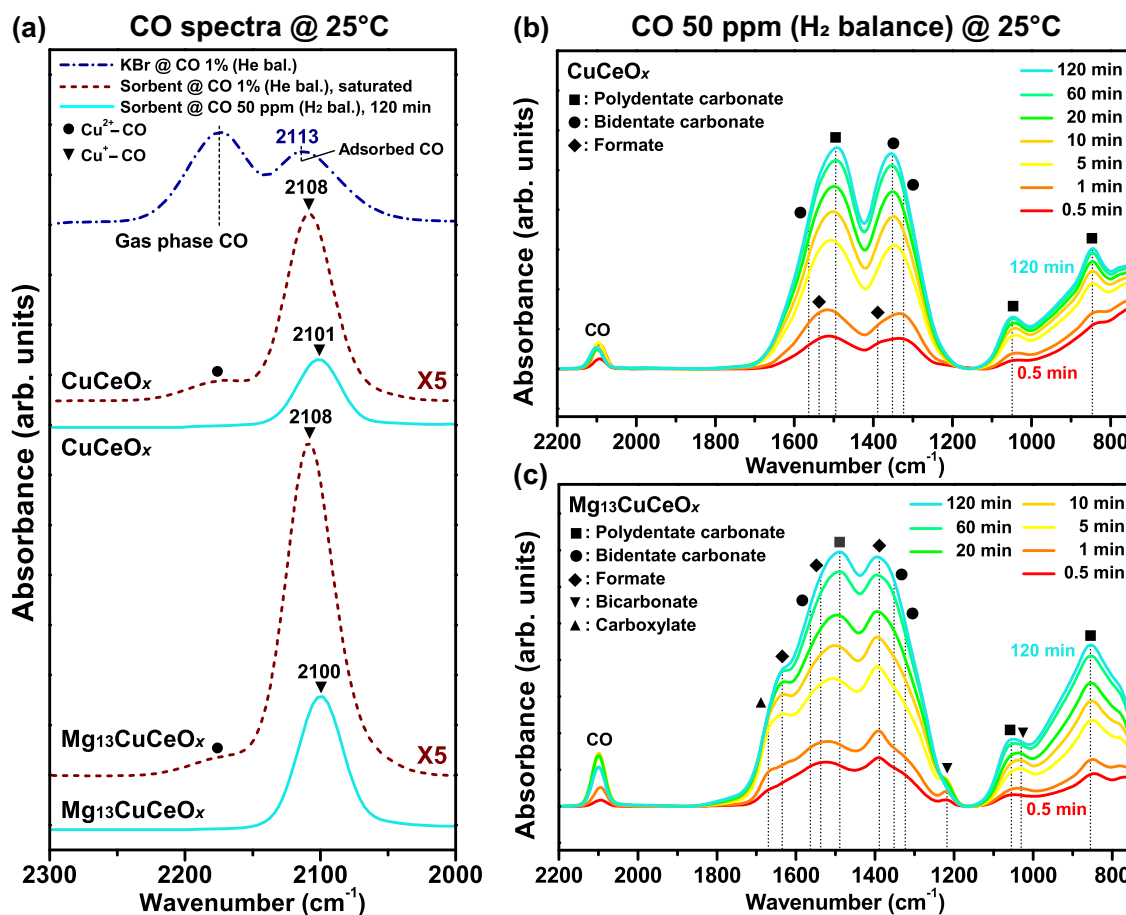 (a) CO spectra @ 25°C
KBr @ CO 1% (He bal.)
Sorbent @ CO 1% (He bal.), saturated
Sorbent @ CO 50 ppm (H₂ bal.), 120 min
●: Cu²⁺–CO
▼: Cu⁺–CO
2113
Adsorbed CO
2108
Gas phase CO
2101
CuCeOx
X5
CuCeOx
2108
2100
Mg₁₃CuCeOx
X5
Mg₁₃CuCeOx
Absorbance (arb. units)
2300 2200 2100 2000
Wavenumber (cm⁻¹)
(b) CO 50 ppm (H₂ balance) @ 25°C
CuCeOx
■: Polydentate carbonate
●: Bidentate carbonate
◆: Formate
120 min
60 min
20 min
10 min
5 min
1 min
0.5 min
120 min
CO
0.5 min
Absorbance (arb. units)
2200 2000 1800 1600 1400 1200 1000 800
Wavenumber (cm⁻¹)
(c)
Mg₁₃CuCeOx
■: Polydentate carbonate
●: Bidentate carbonate
◆: Formate
▼: Bicarbonate
▲: Carboxylate
120 min 10 min
60 min 5 min
20 min 1 min
0.5 min
120 min
CO
0.5 min
Absorbance (arb. units)
2200 2000 1800 1600 1400 1200 1000 800
Wavenumber (cm⁻¹)